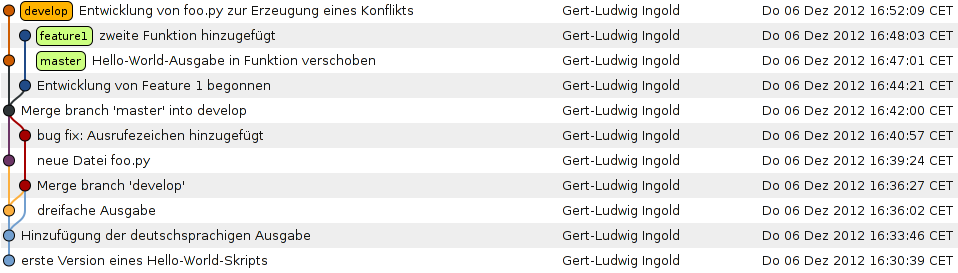 develop Entwicklung von foo.py zur Erzeugung eines Konflikts Gert-Ludwig Ingold Do 06 Dez 2012 16:52:09 CET
feature1 zweite Funktion hinzugefügt Gert-Ludwig Ingold Do 06 Dez 2012 16:48:03 CET
master Hello-World-Ausgabe in Funktion verschoben Gert-Ludwig Ingold Do 06 Dez 2012 16:47:01 CET
Entwicklung von Feature 1 begonnen Gert-Ludwig Ingold Do 06 Dez 2012 16:44:21 CET
Merge branch 'master' into develop Gert-Ludwig Ingold Do 06 Dez 2012 16:42:00 CET
bug fix: Ausrufezeichen hinzugefügt Gert-Ludwig Ingold Do 06 Dez 2012 16:40:57 CET
neue Datei foo.py Gert-Ludwig Ingold Do 06 Dez 2012 16:39:24 CET
Merge branch 'develop' Gert-Ludwig Ingold Do 06 Dez 2012 16:36:27 CET
dreifache Ausgabe Gert-Ludwig Ingold Do 06 Dez 2012 16:36:02 CET
Hinzufügung der deutschsprachigen Ausgabe Gert-Ludwig Ingold Do 06 Dez 2012 16:33:46 CET
erste Version eines Hello-World-Skripts Gert-Ludwig Ingold Do 06 Dez 2012 16:30:39 CET